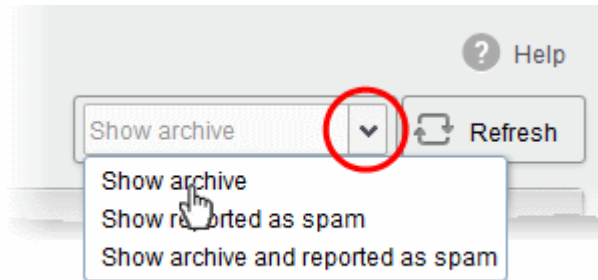 ? Help
Show archive
Refresh
Show archive
Show reported as spam
Show archive and reported as spam